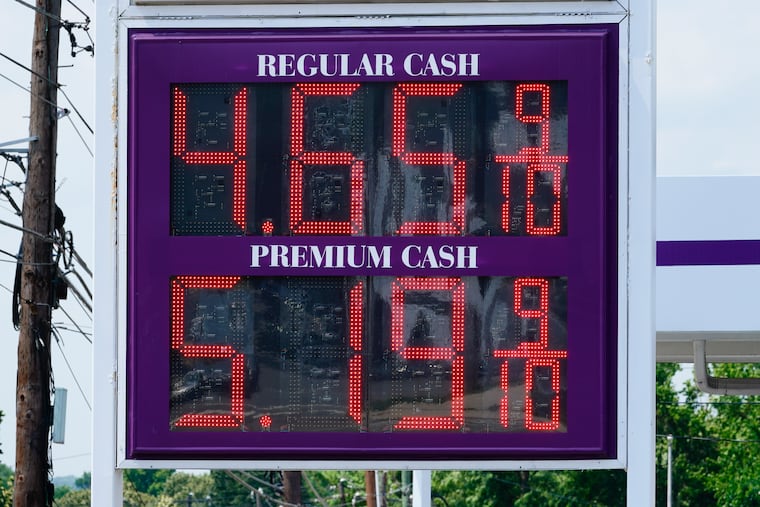 REGULAR CASH
4.65 9/10
PREMIUM CASH
5.19 9/10